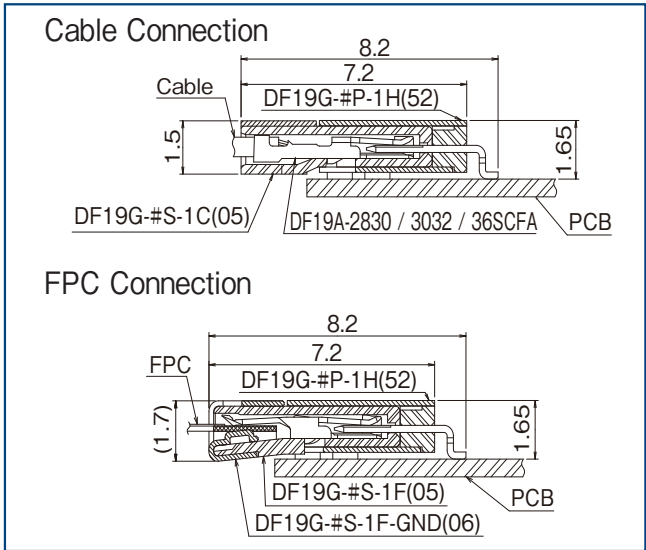 Cable Connection
8.2
7.2
Cable
DF19G-#P-1H(52)
1.5
1.65
DF19G-#S-1C(05)
DF19A-2830 / 3032 / 36SCFA
PCB
FPC Connection
8.2
7.2
FPC
DF19G-#P-1H(52)
(1.7)
1.65
DF19G-#S-1F(05)
PCB
DF19G-#S-1F-GND(06)